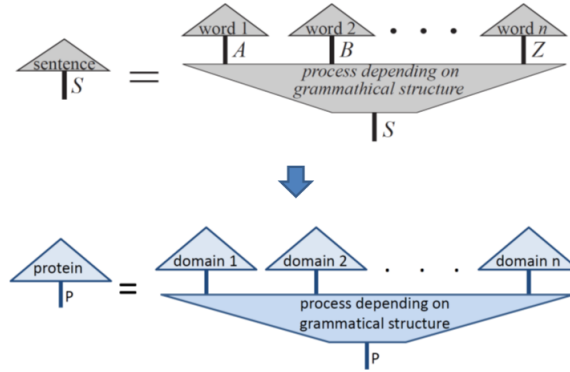 word 1 word 2 word n
sentence S = A B Z
process depending on
grammathical structure
S
domain 1 domain 2 domain n
protein P =
process depending on
grammatical structure
P